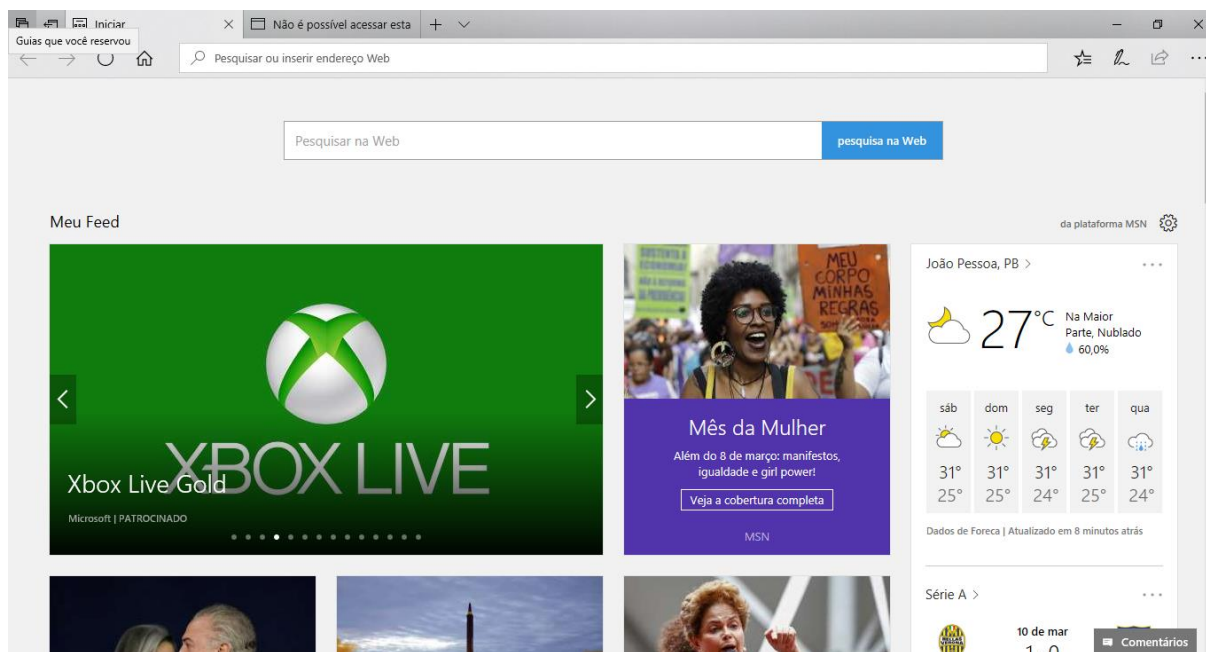 Iniciar
Não é possível acessar esta
Guias que você reservou
Pesquisar ou inserir endereço Web
Pesquisar na Web
pesquisa na Web
Meu Feed
da plataforma MSN
XBOX LIVE
Xbox Live Gold
Microsoft | PATROCINADO
MEU
CORPO
MINHAS
REGRAS
Mês da Mulher
Além do 8 de março: manifestos,
igualdade e girl power!
Veja a cobertura completa
MSN
João Pessoa, PB >
27°C
Na Maior
Parte, Nublado
60,0%
sáb dom seg ter qua
31° 31° 31° 31° 31°
25° 25° 24° 25° 24°
Dados de Foreca | Atualizado em 8 minutos atrás
Série A >
10 de mar
1 0
Comentários